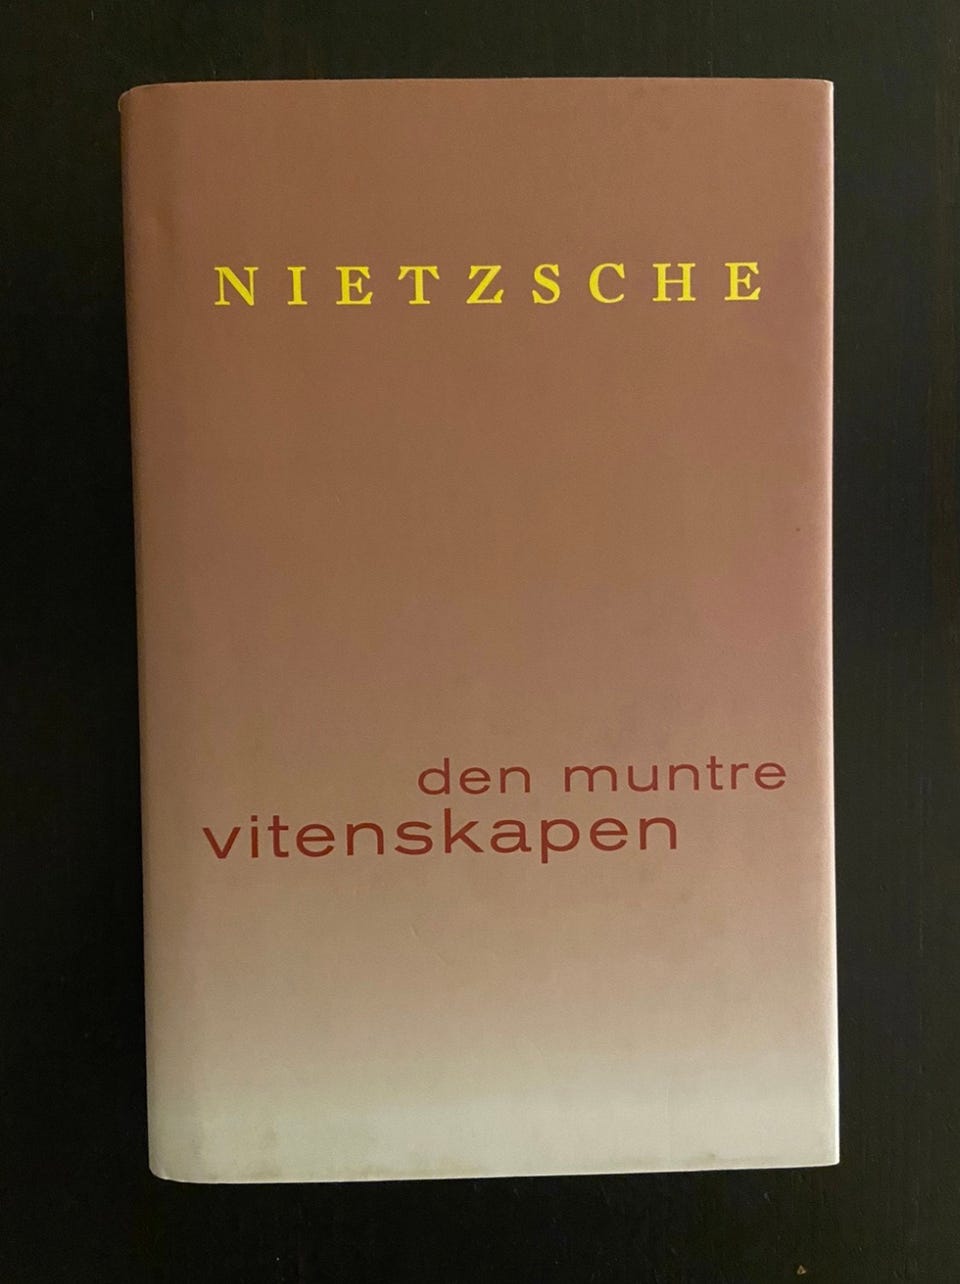 NIETZSCHE
den muntre
vitenskapen